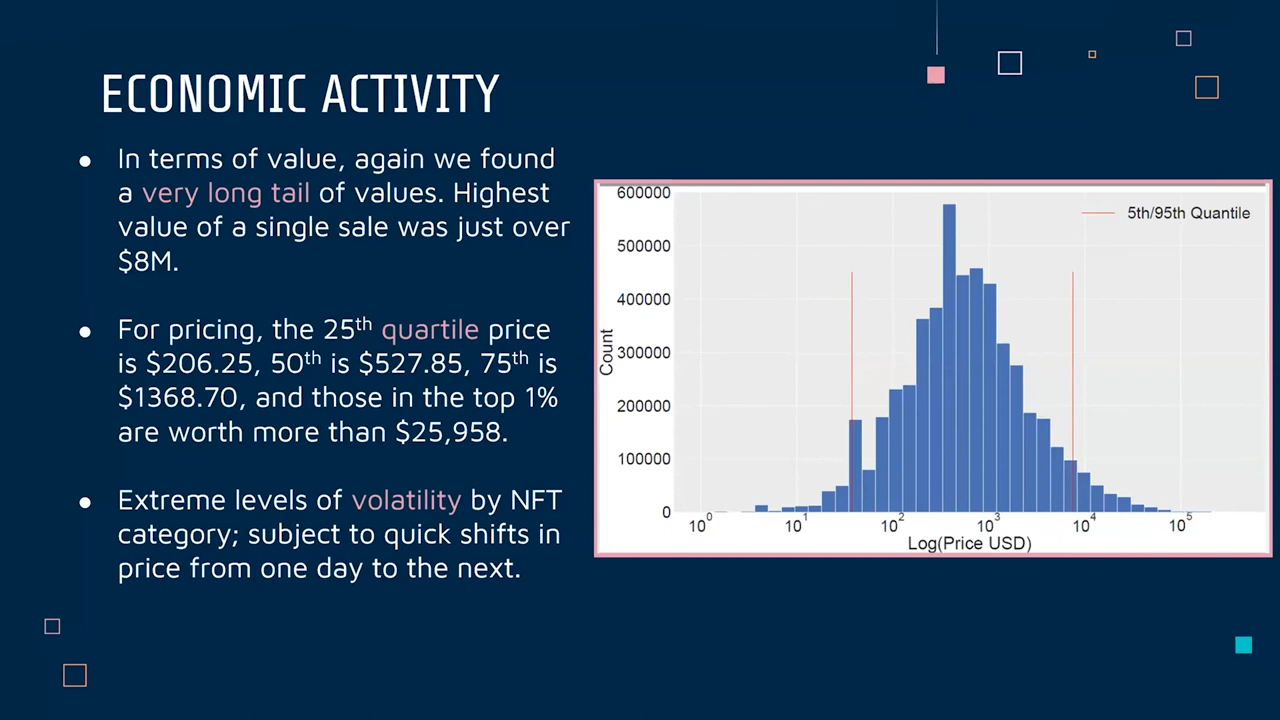 ECONOMIC ACTIVITY
● In terms of value, again we found
a very long tail of values. Highest
value of a single sale was just over
$8M.
● For pricing, the 25th quartile price
is $206.25, 50th is $527.85, 75th is
$1368.70, and those in the top 1%
are worth more than $25,958.
● Extreme levels of volatility by NFT
category; subject to quick shifts in
price from one day to the next.
600000
5th/95th Quantile
500000
400000
Count
300000
200000
100000
0
10^0 10^1 10^2 10^3 10^4 10^5
Log(Price USD)